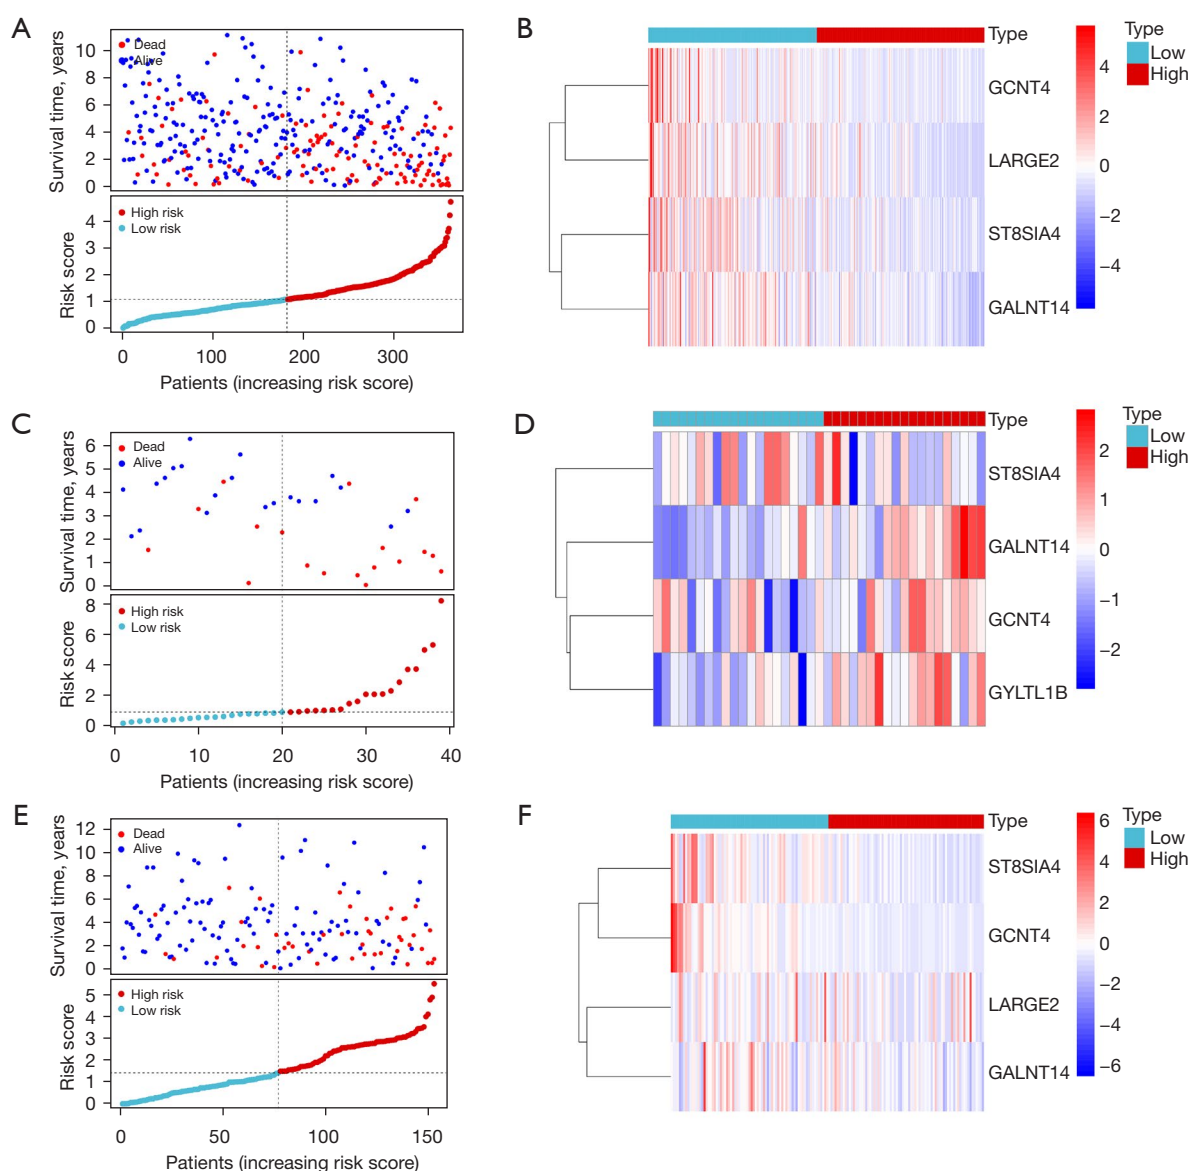 A
Survival time, years
10
8
6
4
2
0
Dead
Alive
Risk score
4
3
2
1
0
High risk
Low risk
0 100 200 300
Patients (increasing risk score)
B
Type
GCNT4
LARGE2
ST8SIA4
GALNT14
4
2
0
−2
−4
Type
Low
High
C
Survival time, years
6
5
4
3
2
1
0
Dead
Alive
Risk score
8
6
4
2
0
High risk
Low risk
0 10 20 30 40
Patients (increasing risk score)
D
Type
ST8SIA4
GALNT14
GCNT4
GYLTL1B
2
1
0
−1
−2
Type
Low
High
E
Survival time, years
12
10
8
6
4
2
0
Dead
Alive
Risk score
5
4
3
2
1
0
High risk
Low risk
0 50 100 150
Patients (increasing risk score)
F
Type
ST8SIA4
GCNT4
LARGE2
GALNT14
6
4
2
0
−2
−4
−6
Type
Low
High